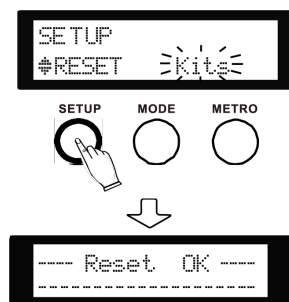 SETUP
RESET Kits
SETUP MODE METRO
---- Reset OK ----
--------------------